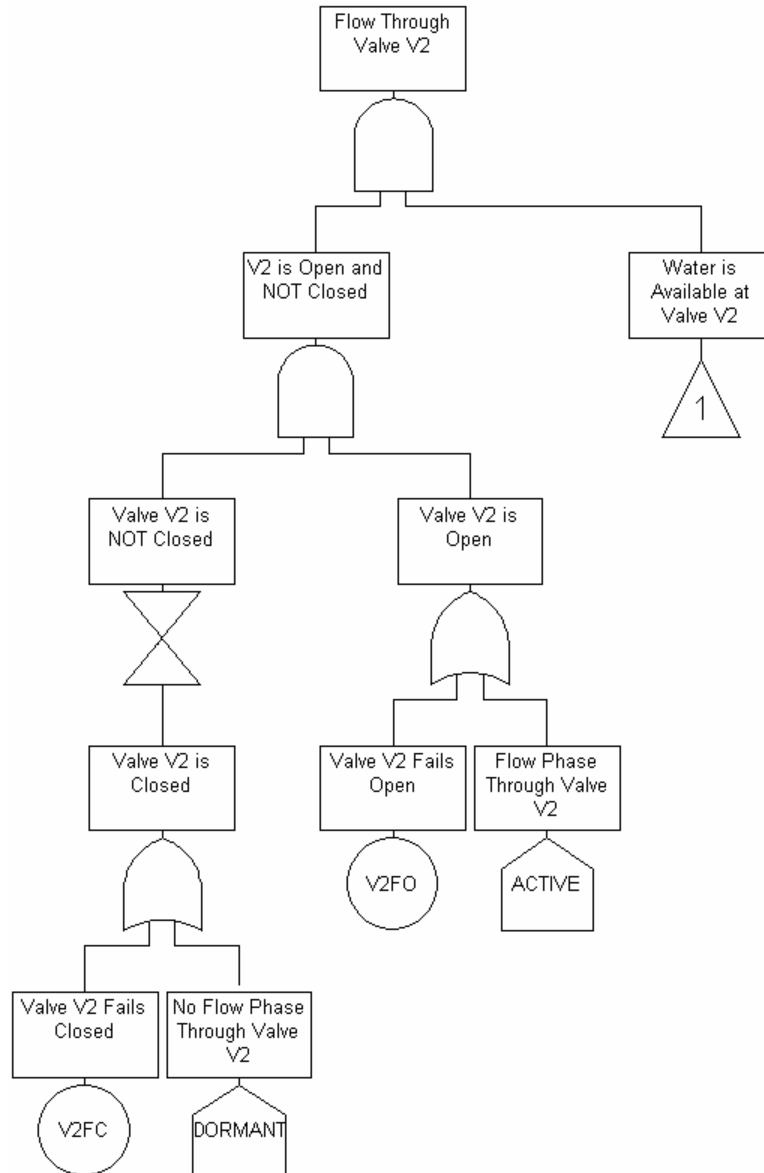 Flow Through
Valve V2
V2 is Open and
NOT Closed
Water is
Available at
Valve V2
1
Valve V2 is
NOT Closed
Valve V2 is
Open
Valve V2 is
Closed
Valve V2 Fails
Open
Flow Phase
Through Valve
V2
V2FO
ACTIVE
Valve V2 Fails
Closed
No Flow Phase
Through Valve
V2
V2FC
DORMANT